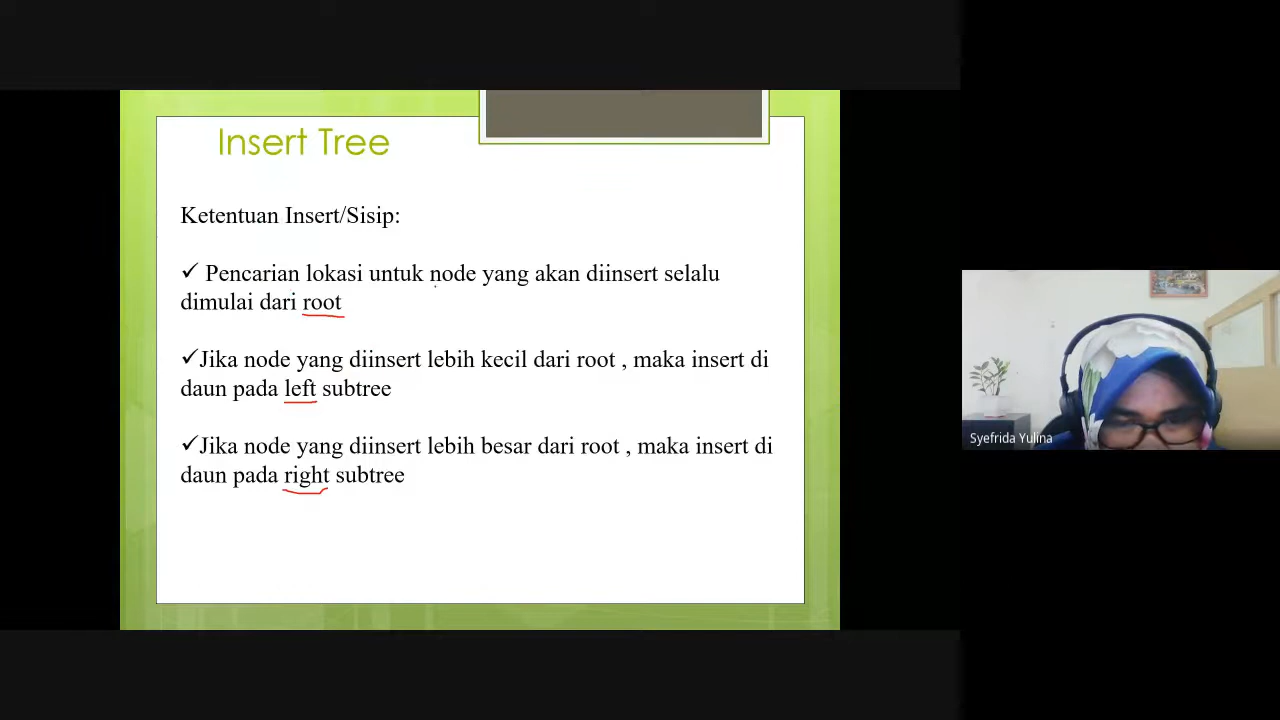 Insert Tree
Ketentuan Insert/Sisip:
✓ Pencarian lokasi untuk node yang akan diinsert selalu
dimulai dari root
✓Jika node yang diinsert lebih kecil dari root , maka insert di
daun pada left subtree
✓Jika node yang diinsert lebih besar dari root , maka insert di
daun pada right subtree
Syefrida Yulina